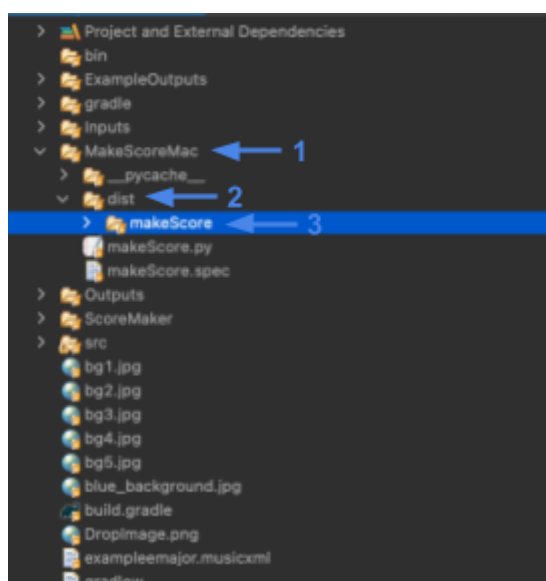 Project and External Dependencies
bin
ExampleOutputs
gradle
Inputs
MakeScoreMac 1
__pycache__
dist 2
makeScore 3
makeScore.py
makeScore.spec
Outputs
ScoreMaker
src
bg1.jpg
bg2.jpg
bg3.jpg
bg4.jpg
bg5.jpg
blue_background.jpg
build.gradle
DropImage.png
exampleemajor.musicxml
gradlew